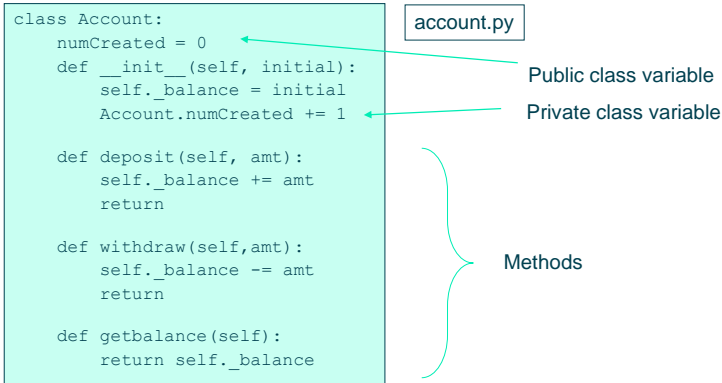 class Account:
    numCreated = 0
    def __init__(self, initial):
        self._balance = initial
        Account.numCreated += 1
    def deposit(self, amt):
        self._balance += amt
        return
    def withdraw(self,amt):
        self._balance -= amt
        return
    def getbalance(self):
        return self._balance
account.py
Public class variable
Private class variable
Methods